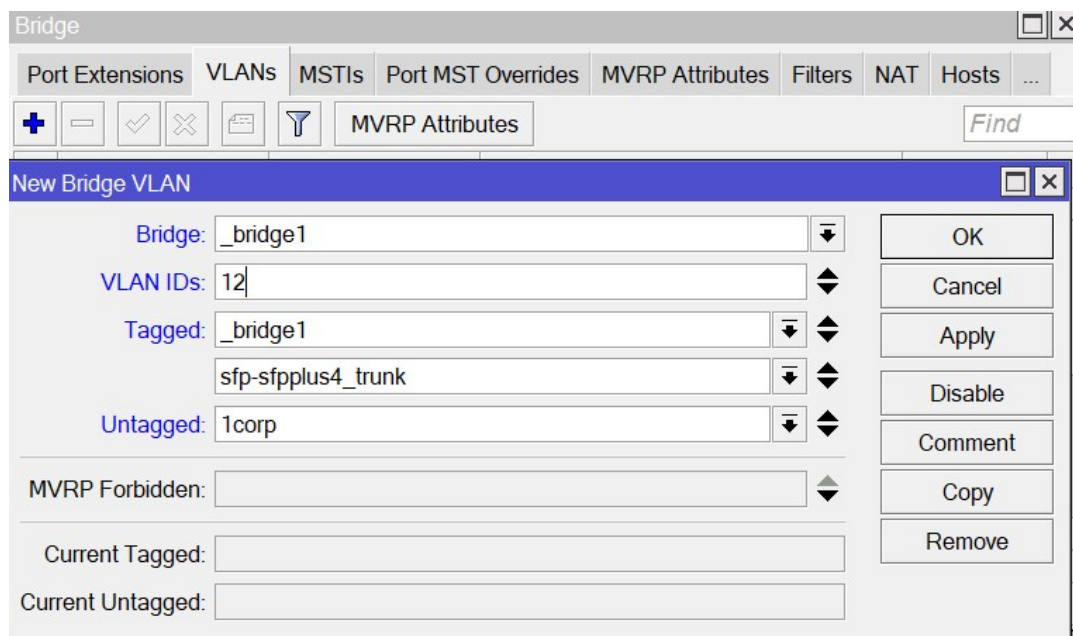 Bridge
Port Extensions VLANs MSTIs Port MST Overrides MVRP Attributes Filters NAT Hosts ...
MVRP Attributes Find
New Bridge VLAN
Bridge: _bridge1 OK
VLAN IDs: 12 Cancel
Tagged: _bridge1 Apply
sfp-sfpplus4_trunk
Disable
Untagged: 1corp
Comment
MVRP Forbidden: Copy
Current Tagged: Remove
Current Untagged: